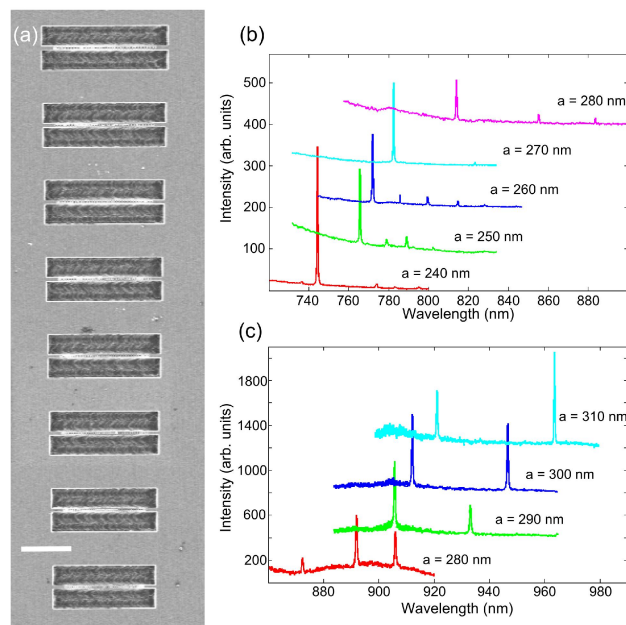 (a)
(b)
Intensity (arb. units)
500
400
300
200
100
a = 280 nm
a = 270 nm
a = 260 nm
a = 250 nm
a = 240 nm
740 760 780 800 820 840 860 880
Wavelength (nm)
(c)
Intensity (arb. units)
1800
1400
1000
600
200
a = 310 nm
a = 300 nm
a = 290 nm
a = 280 nm
860 880 900 920 940 960 980
Wavelength (nm)